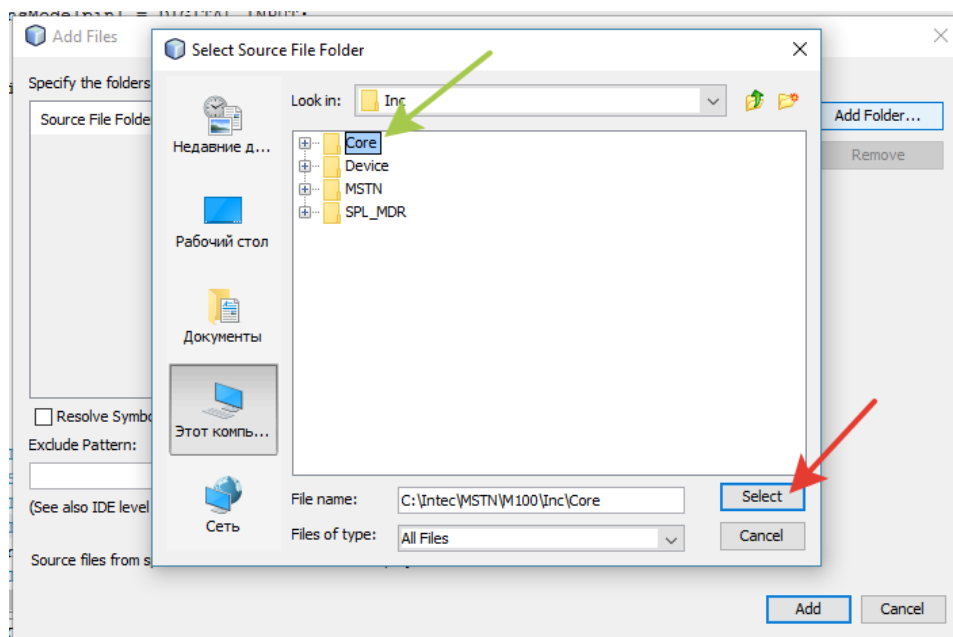 Add Files
Select Source File Folder
Specify the folders
Look in:
Inc
Source File Folde
Add Folder...
Remove
Недавние д...
Core
Device
MSTN
SPL_MDR
Рабочий стол
Документы
Этот компь...
Сеть
Resolve Symbo
Exclude Pattern:
(See also IDE level
Source files from s
File name:
C:\Intec\MSTN\M100\Inc\Core
Select
Files of type:
All Files
Cancel
Add
Cancel